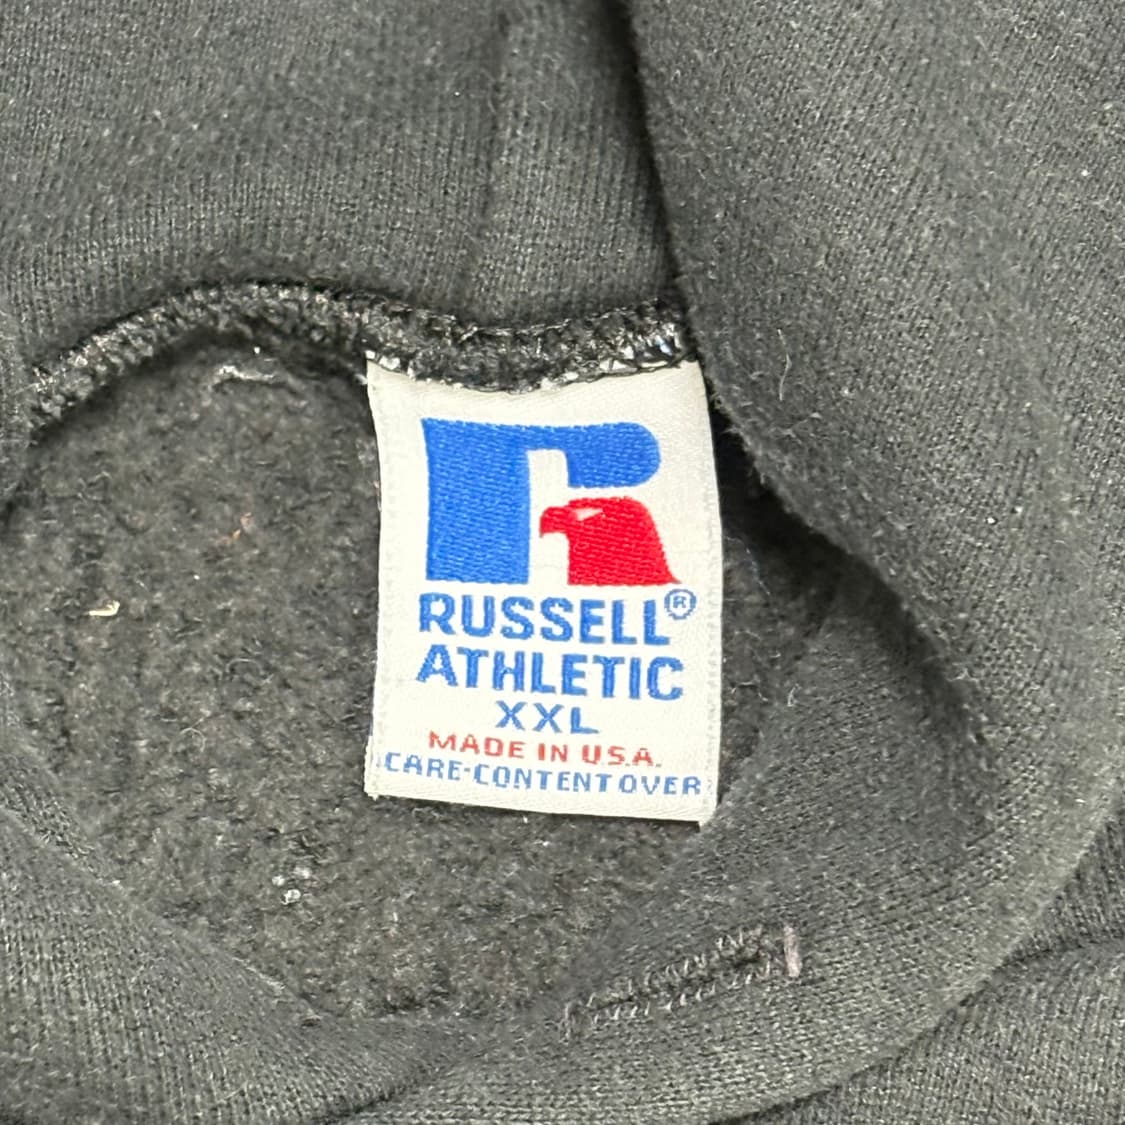 RUSSELL®
ATHLETIC
XXL
MADE IN U.S.A.
CARE-CONTENT OVER